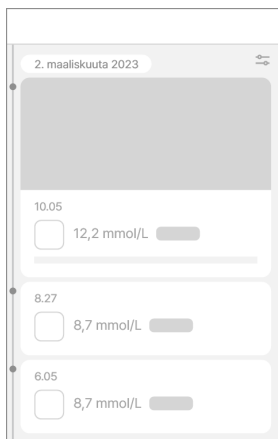 2. maaliskuuta 2023
10.05
12,2 mmol/L
8.27
8,7 mmol/L
6.05
8,7 mmol/L